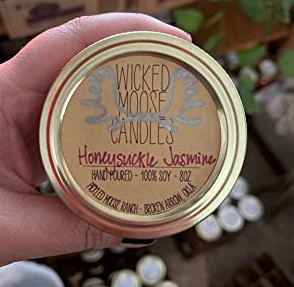 WICKED
MOOSE
CANDLES
Honeysuckle Jasmine
HAND POURED - 100% SOY - 8OZ
PICKLED MOOSE RANCH - BROKEN ARROW, OKLA